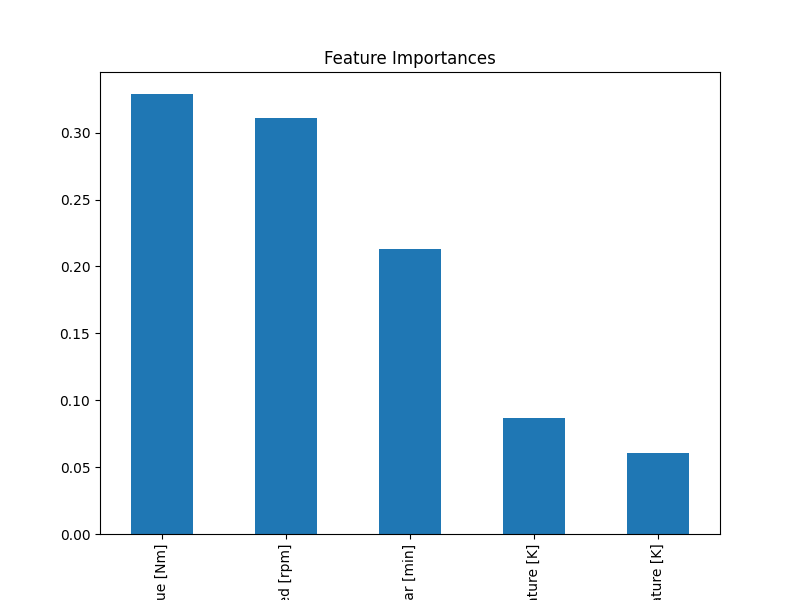 Feature Importances
0.30
0.25
0.20
0.15
0.10
0.05
0.00
ue [Nm]
ed [rpm]
ar [min]
ature [K]
ature [K]